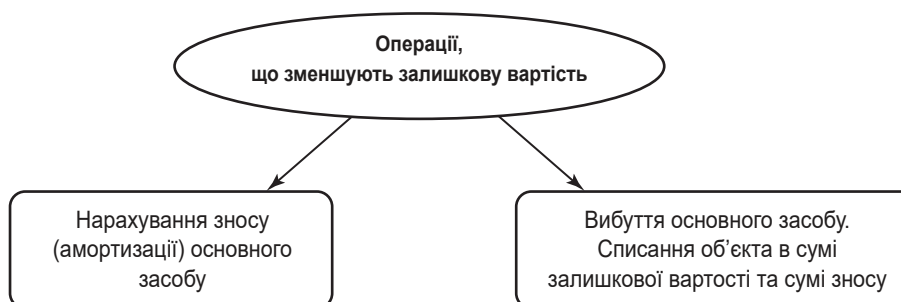 Операції,
що зменшують залишкову вартість
Нарахування зносу
(амортизації) основного
засобу
Вибуття основного засобу.
Списання об’єкта в сумі
залишкової вартості та сумі зносу